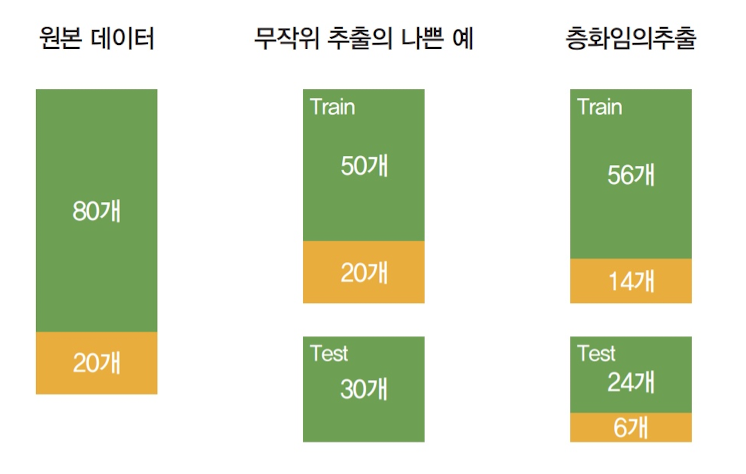 원본 데이터
80개
20개
무작위 추출의 나쁜 예
Train
50개
20개
Test
30개
층화임의추출
Train
56개
14개
Test
24개
6개